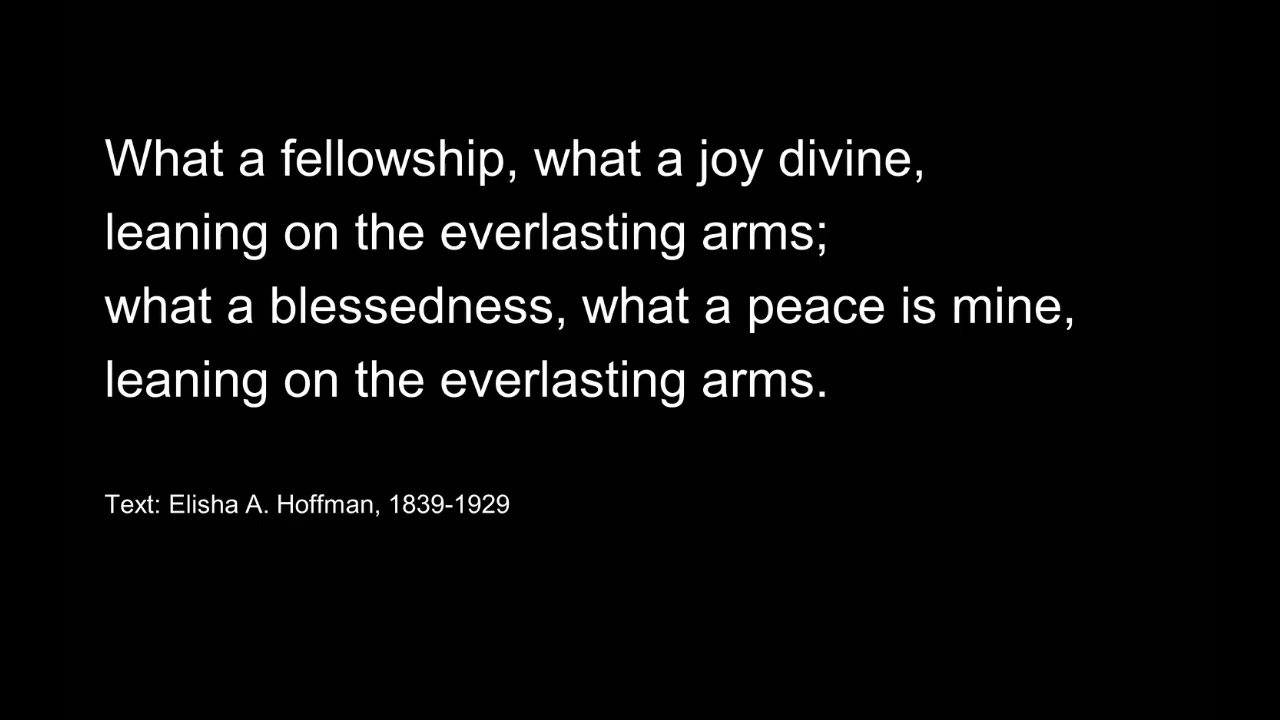 What a fellowship, what a joy divine,
leaning on the everlasting arms;
what a blessedness, what a peace is mine,
leaning on the everlasting arms.
Text: Elisha A. Hoffman, 1839-1929